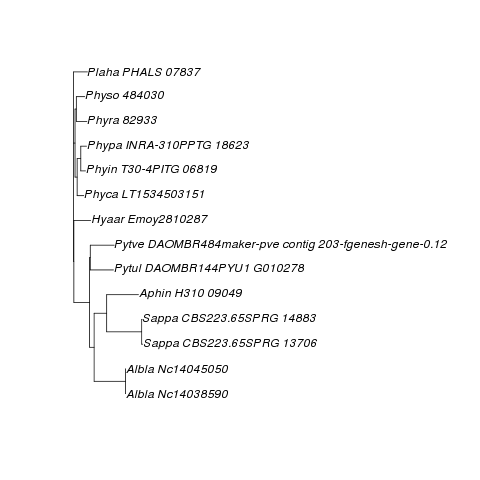 Plaha PHALS 07837
Physo 484030
Phyra 82933
Phypa INRA-310PPTG 18623
Phyin T30-4PITG 06819
Phyca LT1534503151
Hyaar Emoy2810287
Pytve DAOMBR484maker-pve contig 203-fgenesh-gene-0.12
Pytul DAOMBR144PYU1 G010278
Aphin H310 09049
Sappa CBS223.65SPRG 14883
Sappa CBS223.65SPRG 13706
Albla Nc14045050
Albla Nc14038590